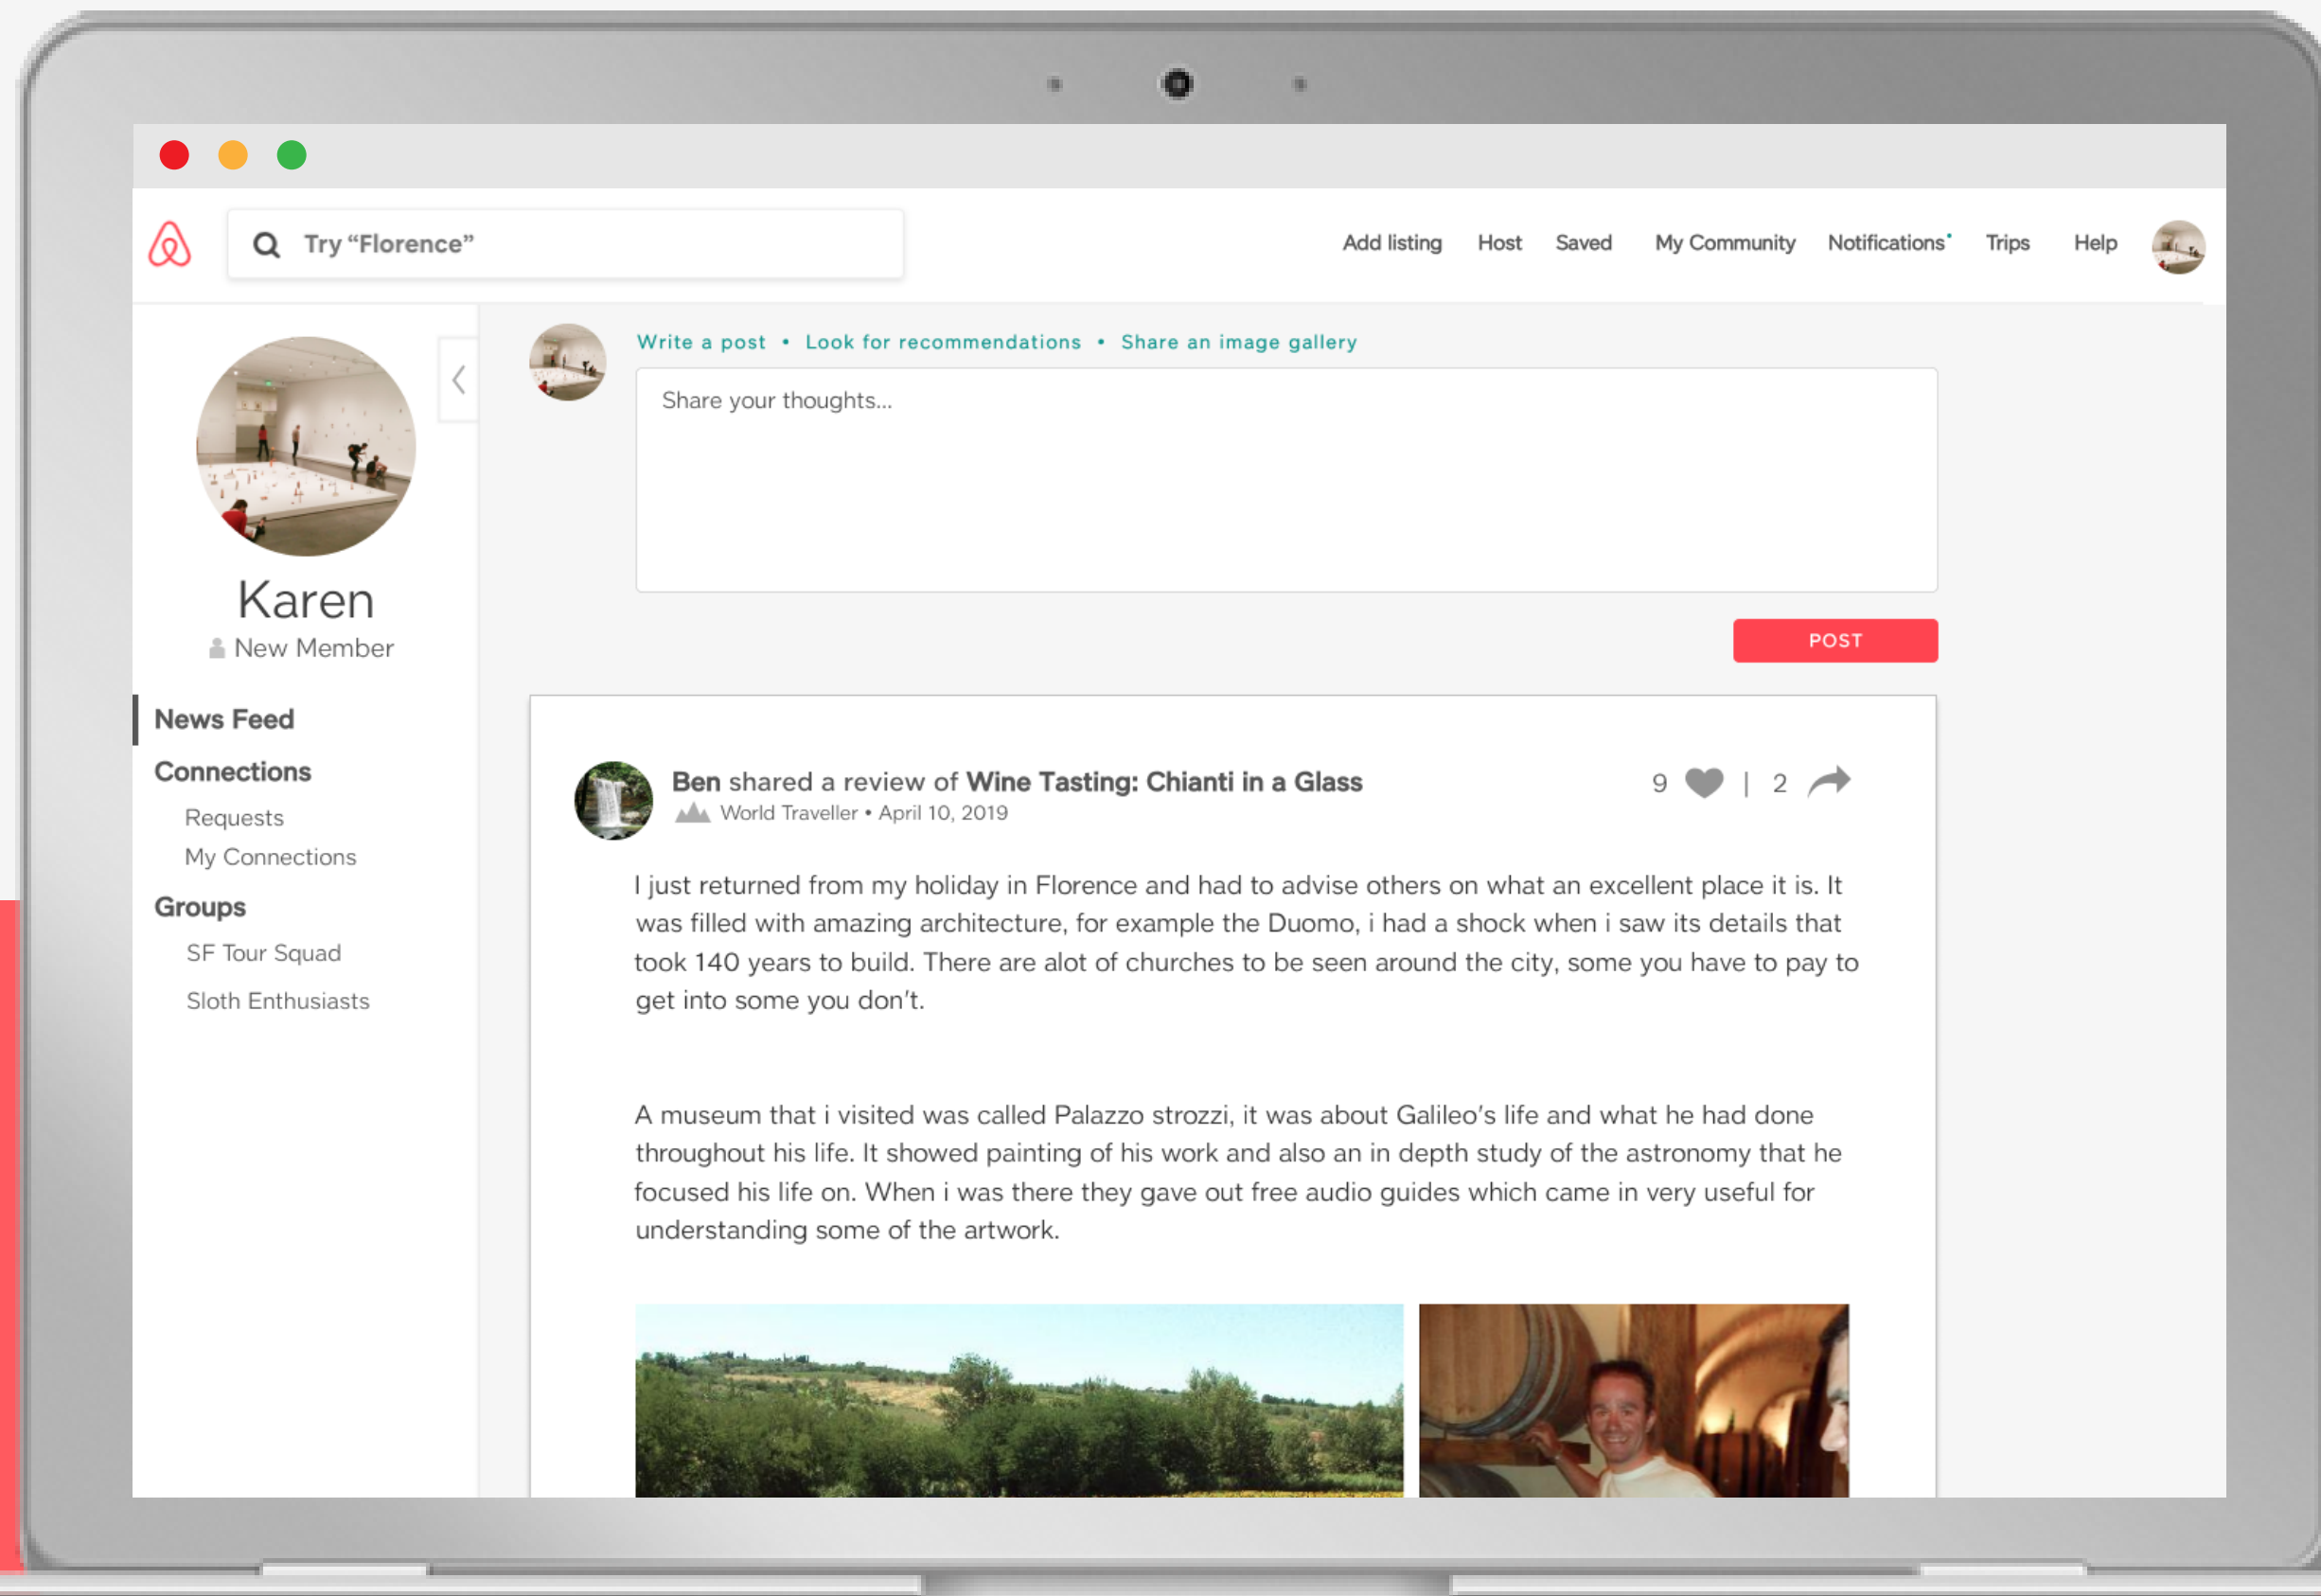 Try “Florence”
Add listing Host Saved My Community Notifications Trips Help
Karen
New Member
News Feed
Connections
Requests
My Connections
Groups
SF Tour Squad
Sloth Enthusiasts
Write a post • Look for recommendations • Share an image gallery
Share your thoughts...
POST
Ben shared a review of Wine Tasting: Chianti in a Glass
World Traveller • April 10, 2019
9 | 2
I just returned from my holiday in Florence and had to advise others on what an excellent place it is. It
was filled with amazing architecture, for example the Duomo, i had a shock when i saw its details that
took 140 years to build. There are alot of churches to be seen around the city, some you have to pay to
get into some you don’t.
A museum that i visited was called Palazzo strozzi, it was about Galileo’s life and what he had done
throughout his life. It showed painting of his work and also an in depth study of the astronomy that he
focused his life on. When i was there they gave out free audio guides which came in very useful for
understanding some of the artwork.